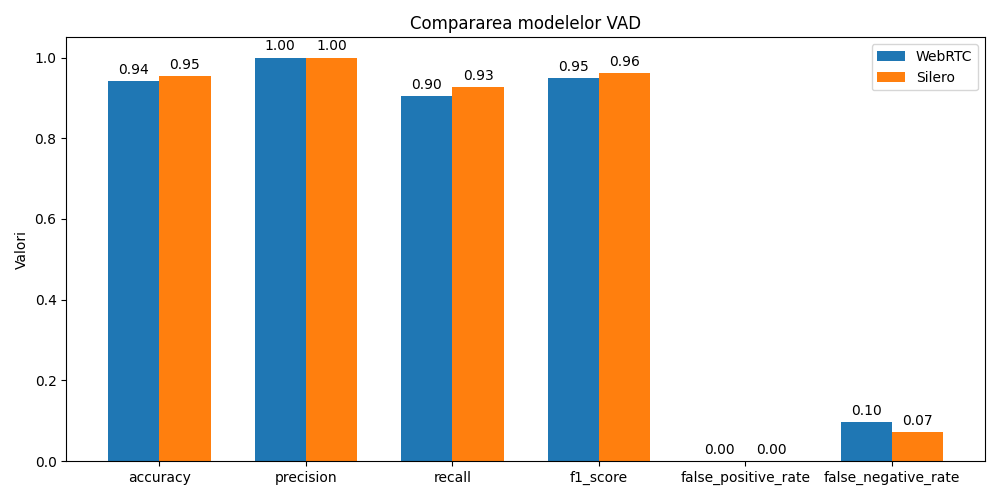 Compararea modelelor VAD
WebRTC
Silero
Valori
1.0
0.8
0.6
0.4
0.2
0.0
0.94 0.95 1.00 1.00 0.90 0.93 0.95 0.96 0.00 0.00 0.10 0.07
accuracy precision recall f1_score false_positive_rate false_negative_rate